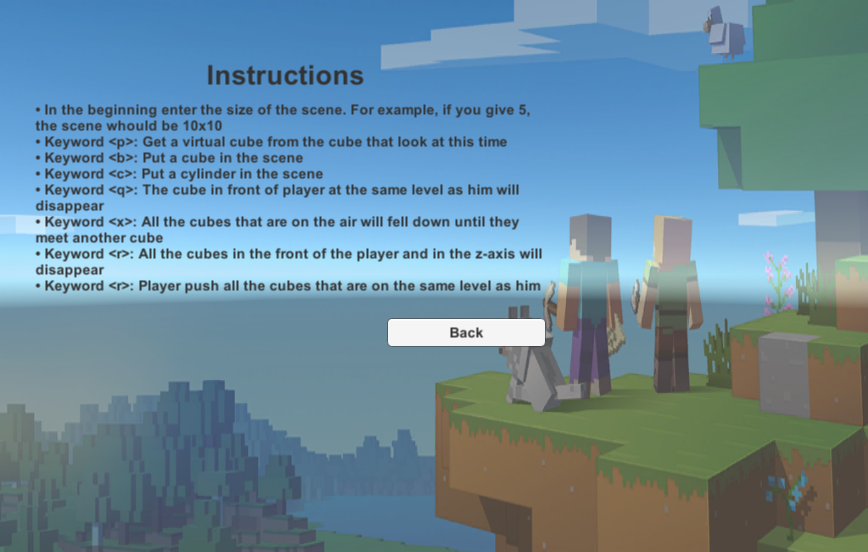 Instructions
• In the beginning enter the size of the scene. For example, if you give 5,
the scene whould be 10x10
• Keyword <p>: Get a virtual cube from the cube that look at this time
• Keyword <b>: Put a cube in the scene
• Keyword <c>: Put a cylinder in the scene
• Keyword <q>: The cube in front of player at the same level as him will
disappear
• Keyword <x>: All the cubes that are on the air will fell down until they
meet another cube
• Keyword <r>: All the cubes in the front of the player and in the z-axis will
disappear
• Keyword <r>: Player push all the cubes that are on the same level as him
Back